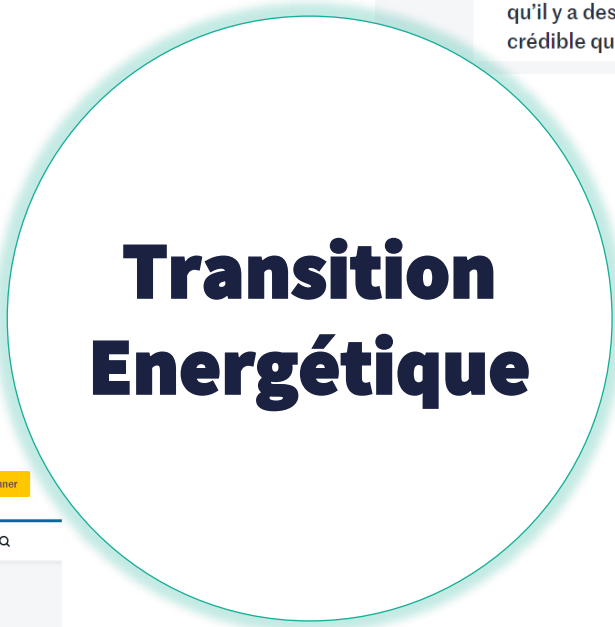 qu'il y a des
crédible qu
Transition
Energétique
nner